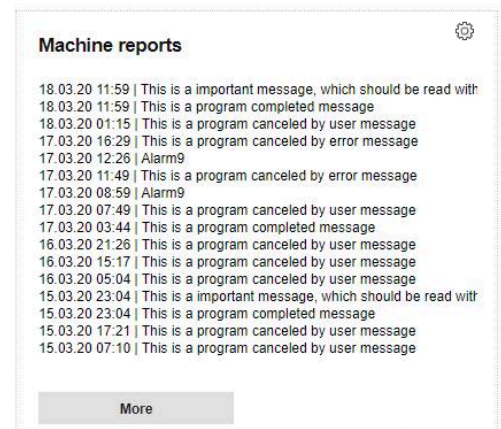 Machine reports
18.03.20 11:59 | This is a important message, which should be read with
18.03.20 11:59 | This is a program completed message
18.03.20 01:15 | This is a program canceled by user message
17.03.20 16:29 | This is a program canceled by error message
17.03.20 12:26 | Alarm9
17.03.20 11:49 | This is a program canceled by error message
17.03.20 08:59 | Alarm9
17.03.20 07:49 | This is a program canceled by user message
17.03.20 03:44 | This is a program completed message
16.03.20 21:26 | This is a program canceled by user message
16.03.20 15:17 | This is a program canceled by user message
16.03.20 05:04 | This is a program canceled by user message
15.03.20 23:04 | This is a important message, which should be read with
15.03.20 23:04 | This is a program completed message
15.03.20 17:21 | This is a program canceled by user message
15.03.20 07:10 | This is a program canceled by user message
More